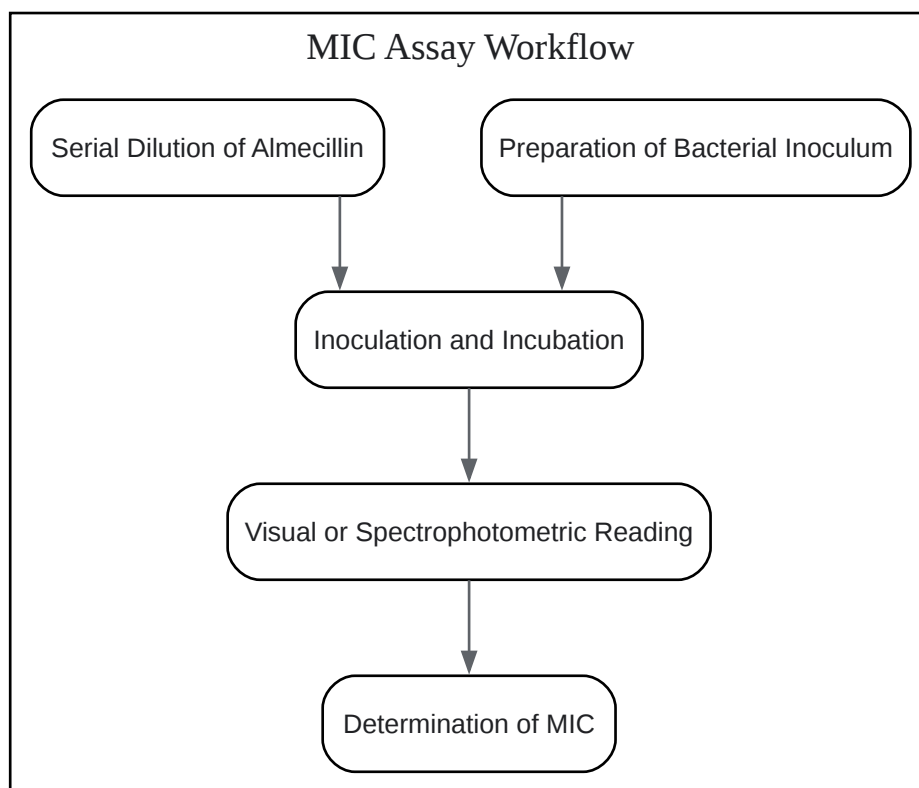 MIC Assay Workflow
Serial Dilution of Almecillin
Preparation of Bacterial Inoculum
Inoculation and Incubation
Visual or Spectrophotometric Reading
Determination of MIC